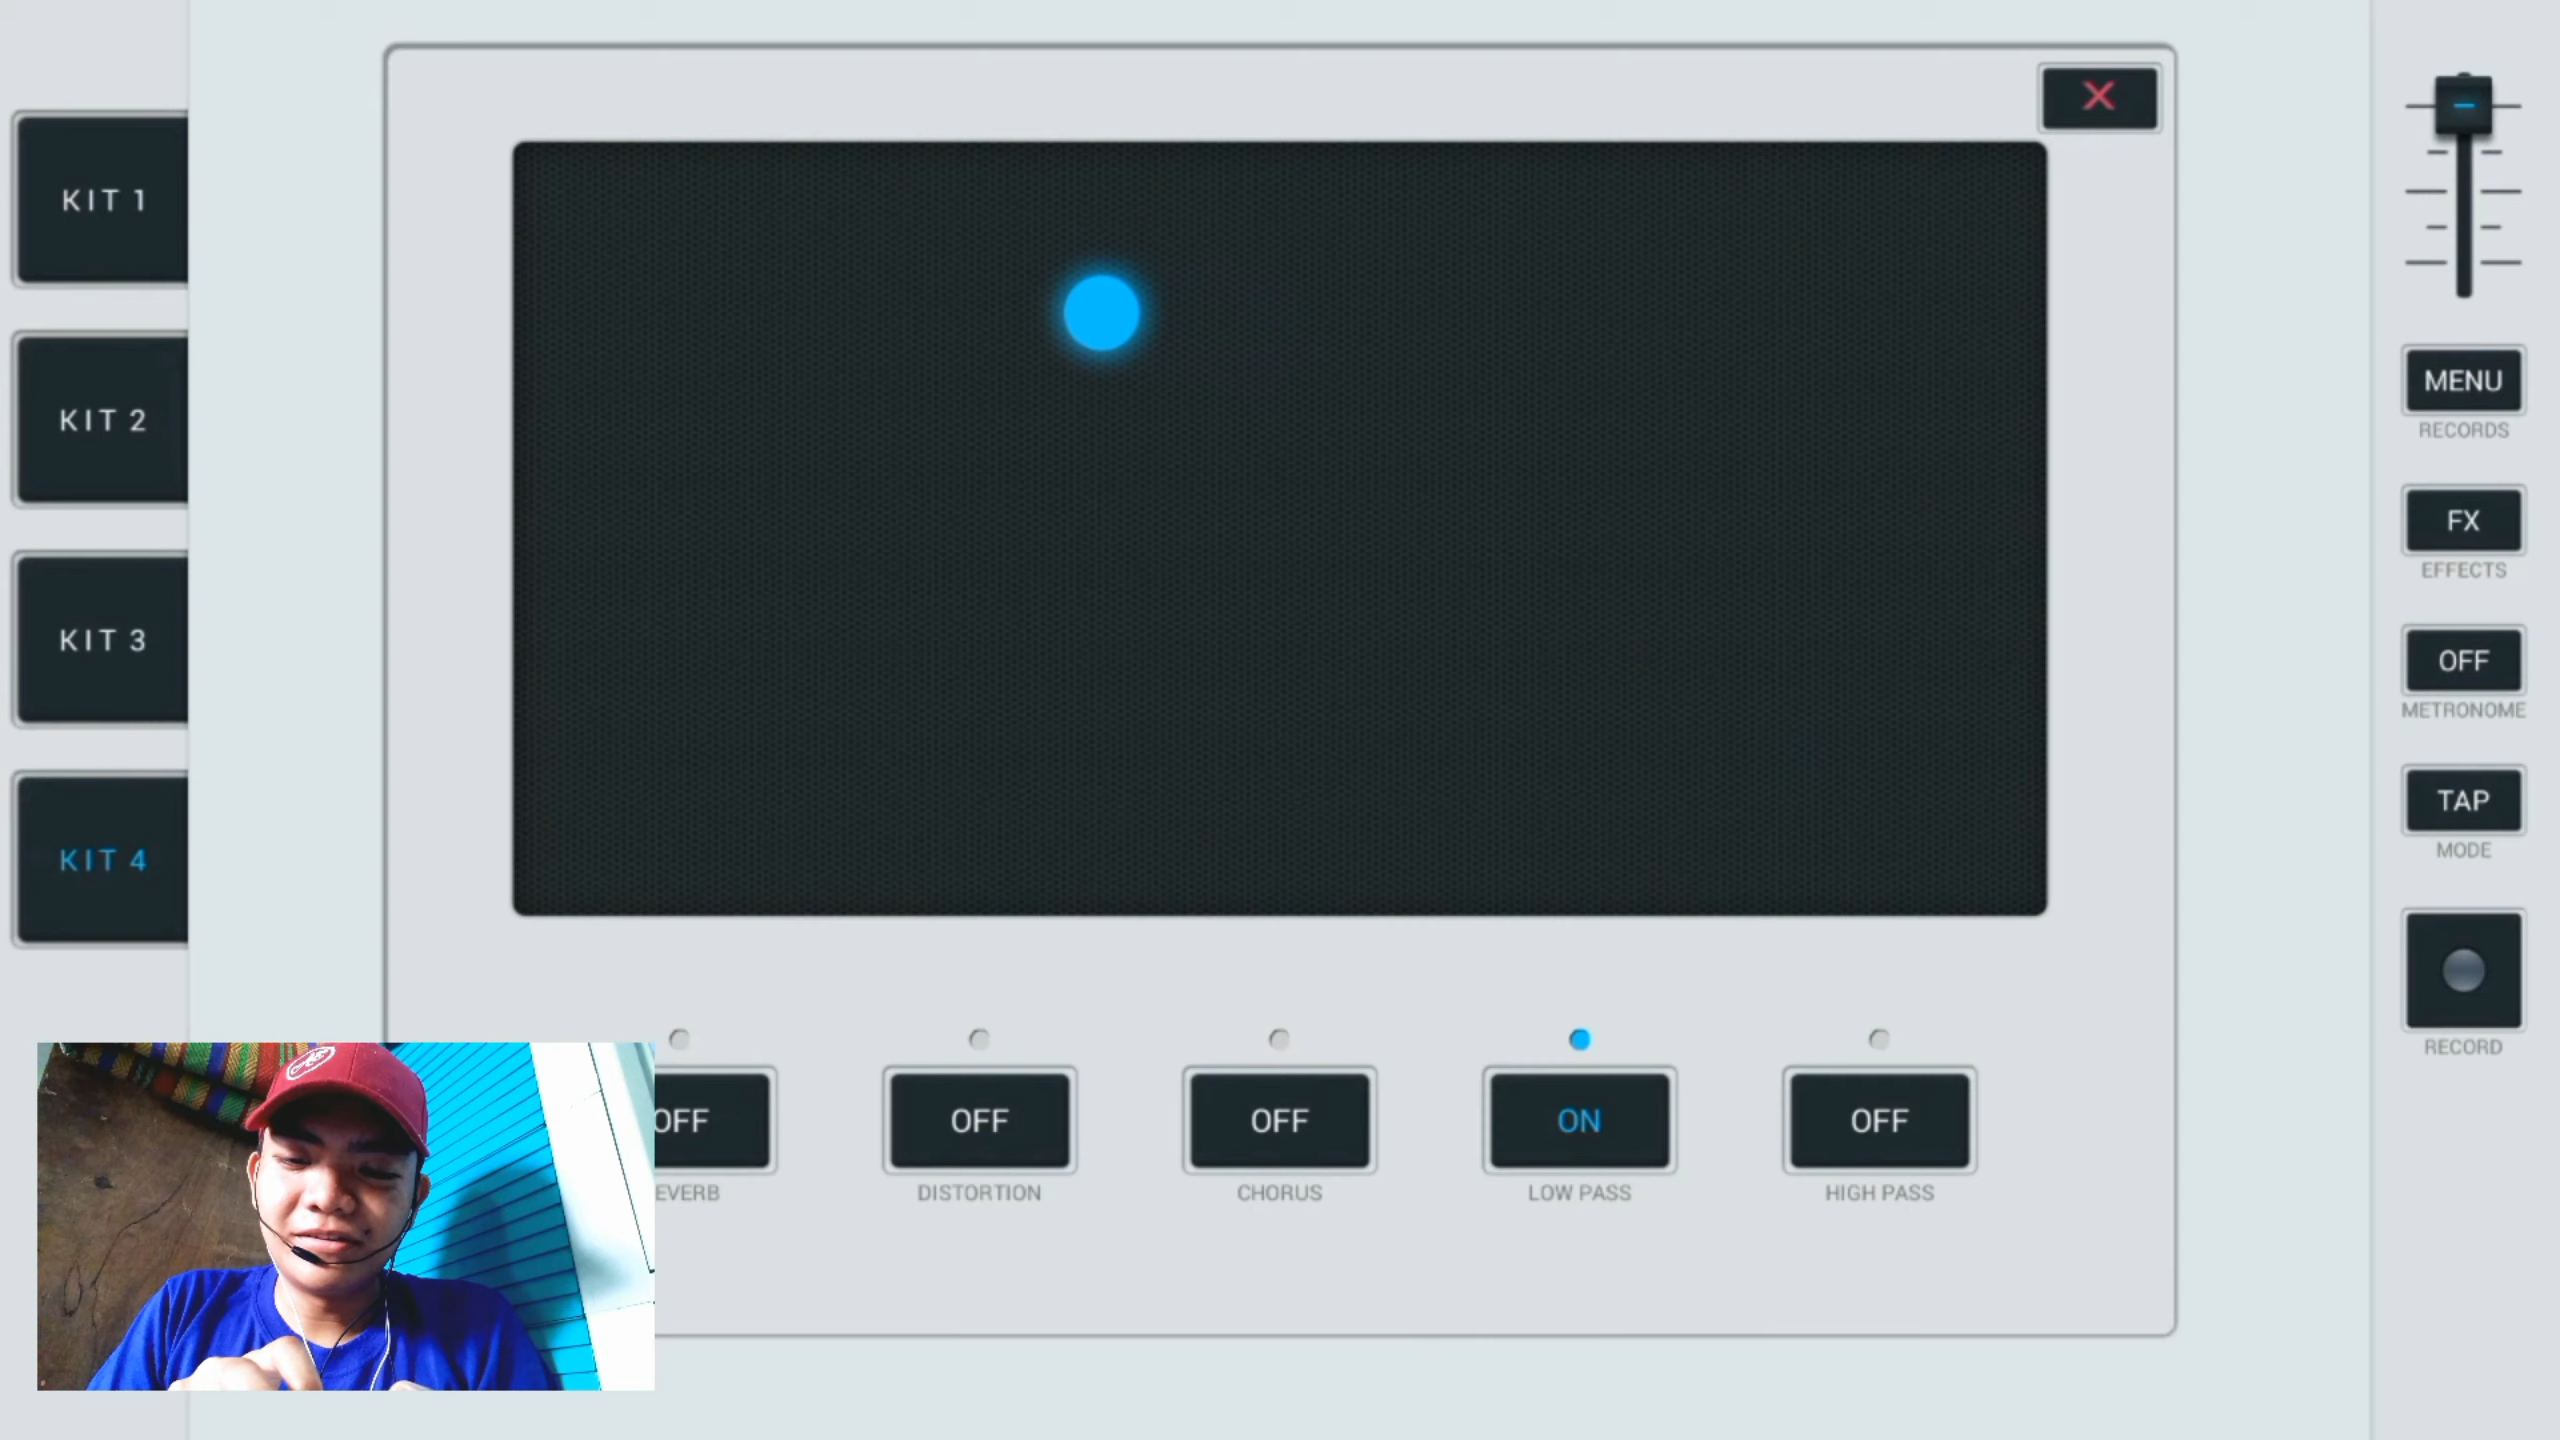 KIT 1
KIT 2
KIT 3
KIT 4
MENU
RECORDS
FX
EFFECTS
OFF
METRONOME
TAP
MODE
RECORD
OFF OFF OFF ON OFF
EVERB DISTORTION CHORUS LOW PASS HIGH PASS